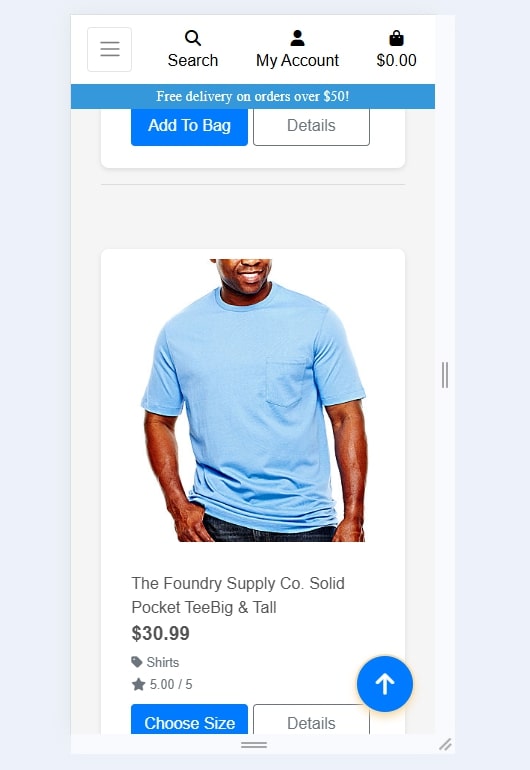 Search
My Account
$0.00
Free delivery on orders over $50!
Add To Bag
Details
The Foundry Supply Co. Solid
Pocket TeeBig & Tall
$30.99
Shirts
5.00 / 5
Choose Size
Details